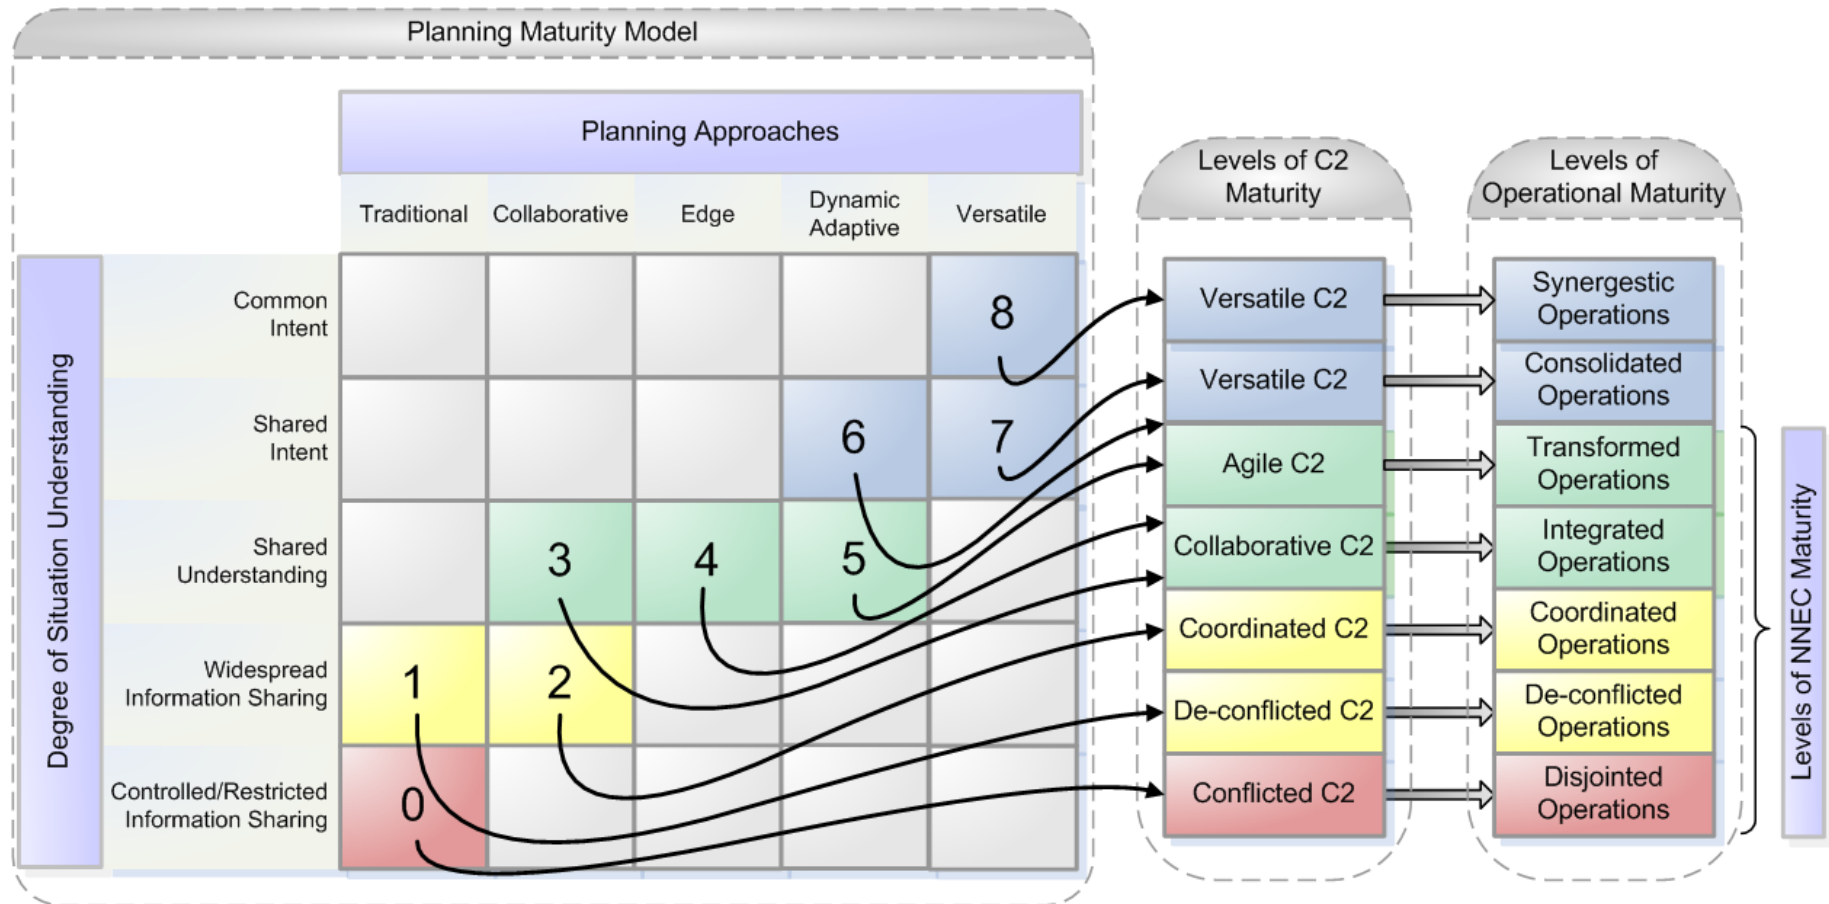 Planning Maturity Model
Planning Approaches
Traditional
Collaborative
Edge
Dynamic
Adaptive
Versatile
Degree of Situation Understanding
Common
Intent
8
Shared
Intent
6
7
Shared
Understanding
3
4
5
Widespread
Information Sharing
1
2
Controlled/Restricted
Information Sharing
0
Levels of C2
Maturity
Versatile C2
Versatile C2
Agile C2
Collaborative C2
Coordinated C2
De-conflicted C2
Conflicted C2
Levels of
Operational Maturity
Synergestic
Operations
Consolidated
Operations
Transformed
Operations
Integrated
Operations
Coordinated
Operations
De-conflicted
Operations
Disjointed
Operations
Levels of NNEC Maturity